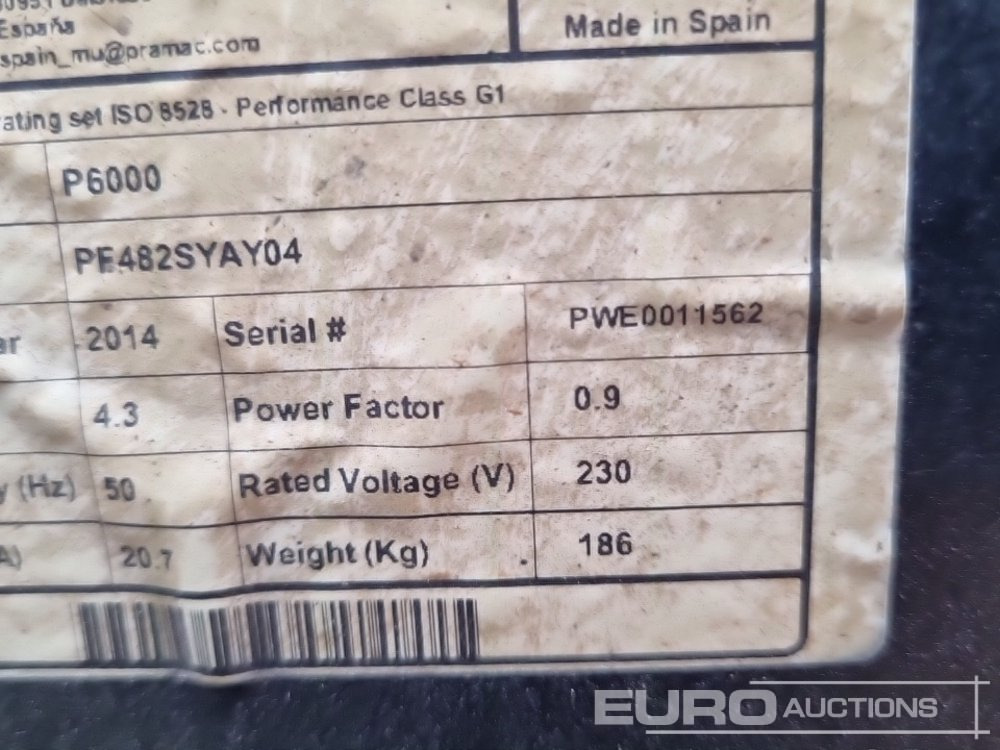 España
spain_mu@pramac.com
Made in Spain
rating set ISO 8528 - Performance Class G1
P6000
PE482SYAY04
ar 2014 Serial # PWE0011562
4.3 Power Factor 0.9
y (Hz) 50 Rated Voltage (V) 230
A) 20.7 Weight (Kg) 186
EURO AUCTIONS